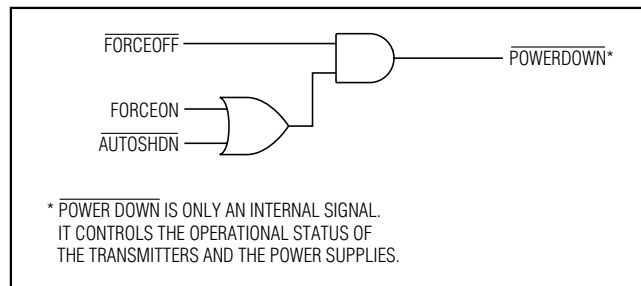 FORCEOFF
POWERDOWN*
FORCEON
AUTOSHDN
* POWER DOWN IS ONLY AN INTERNAL SIGNAL.
IT CONTROLS THE OPERATIONAL STATUS OF
THE TRANSMITTERS AND THE POWER SUPPLIES.